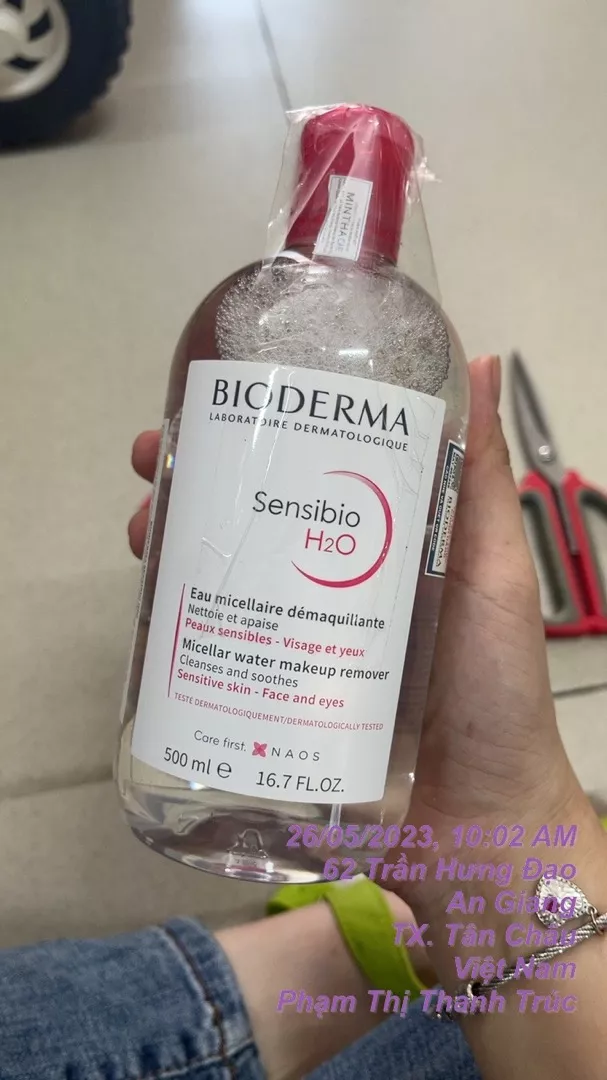 MINTHACARE
BIODERMA
LABORATOIRE DERMATOLOGIQUE
Sensibio
H2O
BIODERMA
Eau micellaire démaquillante
Nettoie et apaise
Peaux sensibles - Visage et yeux
Micellar water makeup remover
Cleanses and soothes
Sensitive skin - Face and eyes
TESTÉ DERMATOLOGIQUEMENT/DERMATOLOGICALLY TESTED
Care first. NAOS
500 ml ℮ 16.7 FL.OZ.
26/05/2023, 10:02 AM
62 Trần Hưng Đạo
An Giang
TX. Tân Châu
Việt Nam
Phạm Thị Thanh Trúc